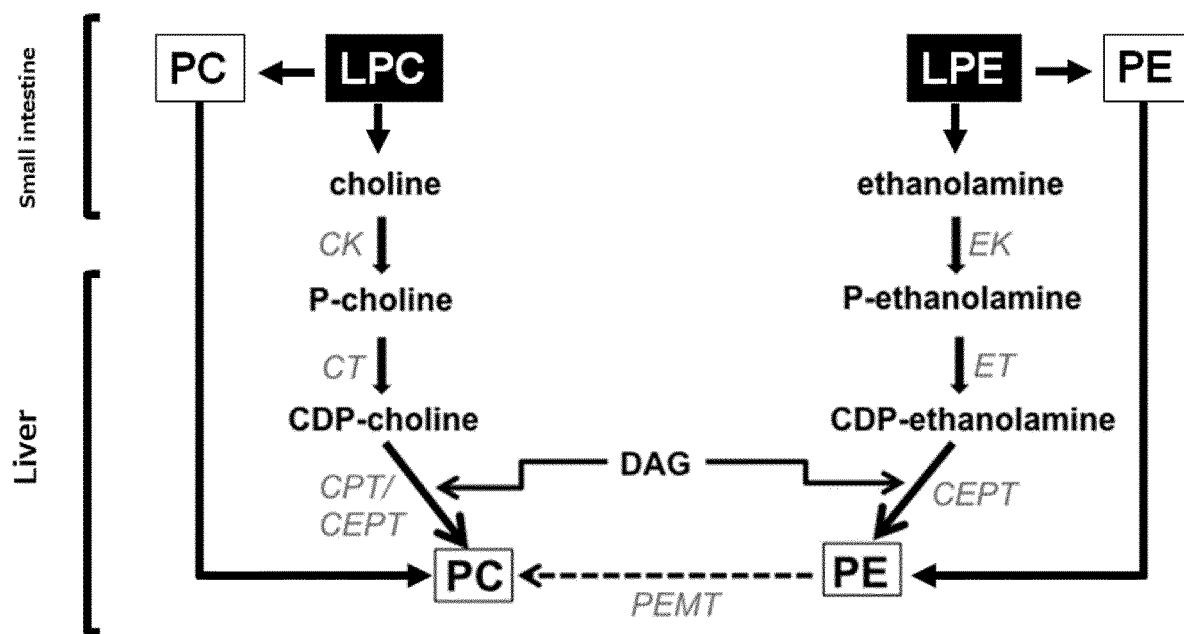 Small intestine
PC
LPC
LPE
PE
choline
ethanolamine
CK
EK
P-choline
P-ethanolamine
CT
ET
Liver
CDP-choline
CDP-ethanolamine
DAG
CPT/
CEPT
CEPT
PC
PE
PEMT